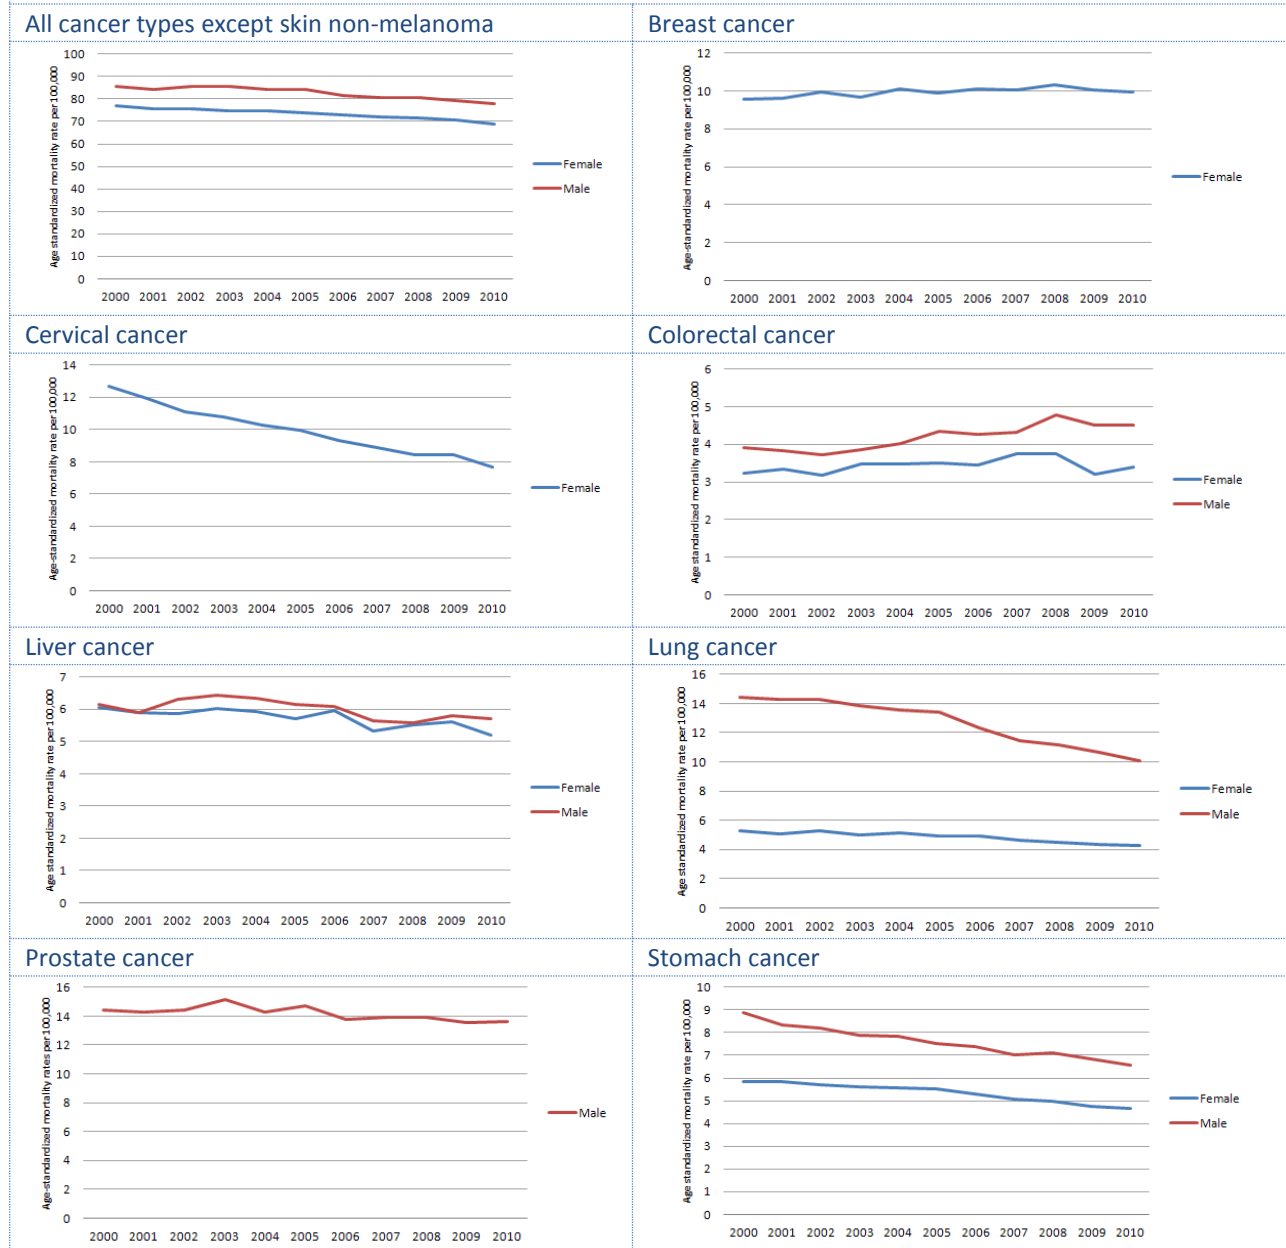 All cancer types except skin non-melanoma
Age standardized mortality rate per 100,000
100
90
80
70
60
50
40
30
20
10
0
2000 2001 2002 2003 2004 2005 2006 2007 2008 2009 2010
Female
Male
Breast cancer
Age-standardized mortality rate per 100,000
12
10
8
6
4
2
0
2000 2001 2002 2003 2004 2005 2006 2007 2008 2009 2010
Female
Cervical cancer
Age-standardized mortality rate per 100,000
14
12
10
8
6
4
2
0
2000 2001 2002 2003 2004 2005 2006 2007 2008 2009 2010
Female
Colorectal cancer
Age standardized mortality rate per 100,000
6
5
4
3
2
1
0
2000 2001 2002 2003 2004 2005 2006 2007 2008 2009 2010
Female
Male
Liver cancer
Age standardized mortality rate per 100,000
7
6
5
4
3
2
1
0
2000 2001 2002 2003 2004 2005 2006 2007 2008 2009 2010
Female
Male
Lung cancer
Age standardized mortality rate per 100,000
16
14
12
10
8
6
4
2
0
2000 2001 2002 2003 2004 2005 2006 2007 2008 2009 2010
Female
Male
Prostate cancer
Age-standardized mortality rates per 100,000
16
14
12
10
8
6
4
2
0
2000 2001 2002 2003 2004 2005 2006 2007 2008 2009 2010
Male
Stomach cancer
Age standardized mortality rate per 100,000
10
9
8
7
6
5
4
3
2
1
0
2000 2001 2002 2003 2004 2005 2006 2007 2008 2009 2010
Female
Male